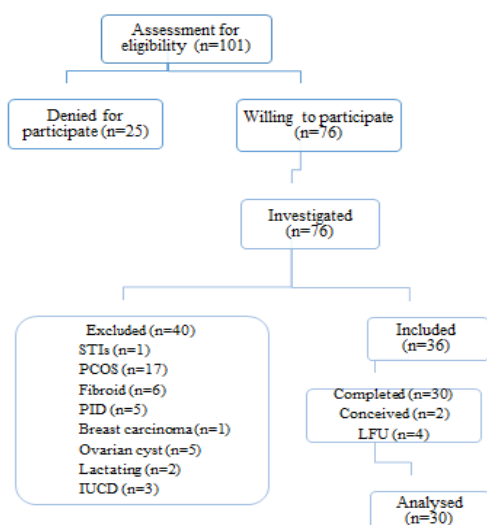 Assessment for
eligibility (n=101)
Denied for
participate (n=25)
Willing to participate
(n=76)
Investigated
(n=76)
Excluded (n=40)
STIs (n=1)
PCOS (n=17)
Fibroid (n=6)
PID (n=5)
Breast carcinoma (n=1)
Ovarian cyst (n=5)
Lactating (n=2)
IUCD (n=3)
Included
(n=36)
Completed (n=30)
Conceived (n=2)
LFU (n=4)
Analysed
(n=30)